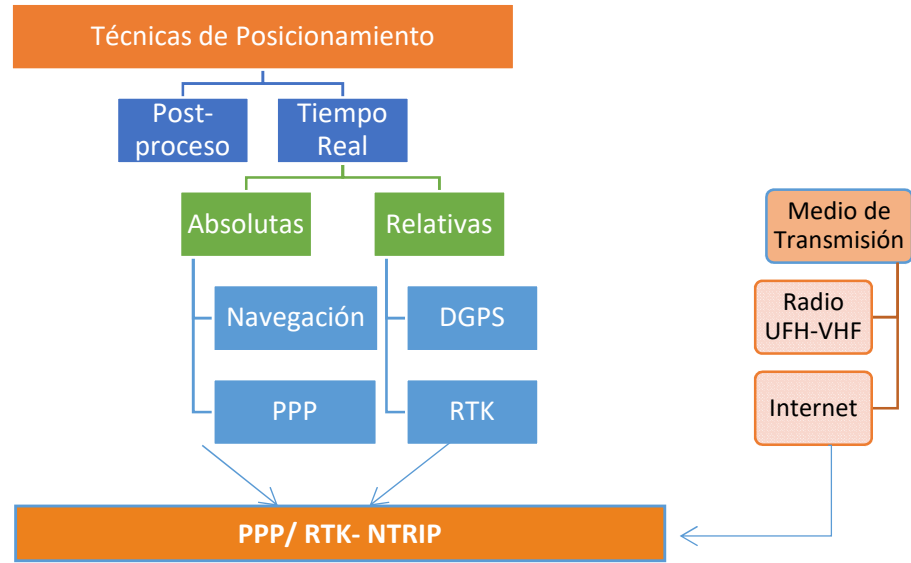 Técnicas de Posicionamiento
Post-
proceso
Tiempo
Real
Absolutas
Relativas
Navegación
DGPS
PPP
RTK
Medio de
Transmisión
Radio
UFH-VHF
Internet
PPP/ RTK- NTRIP